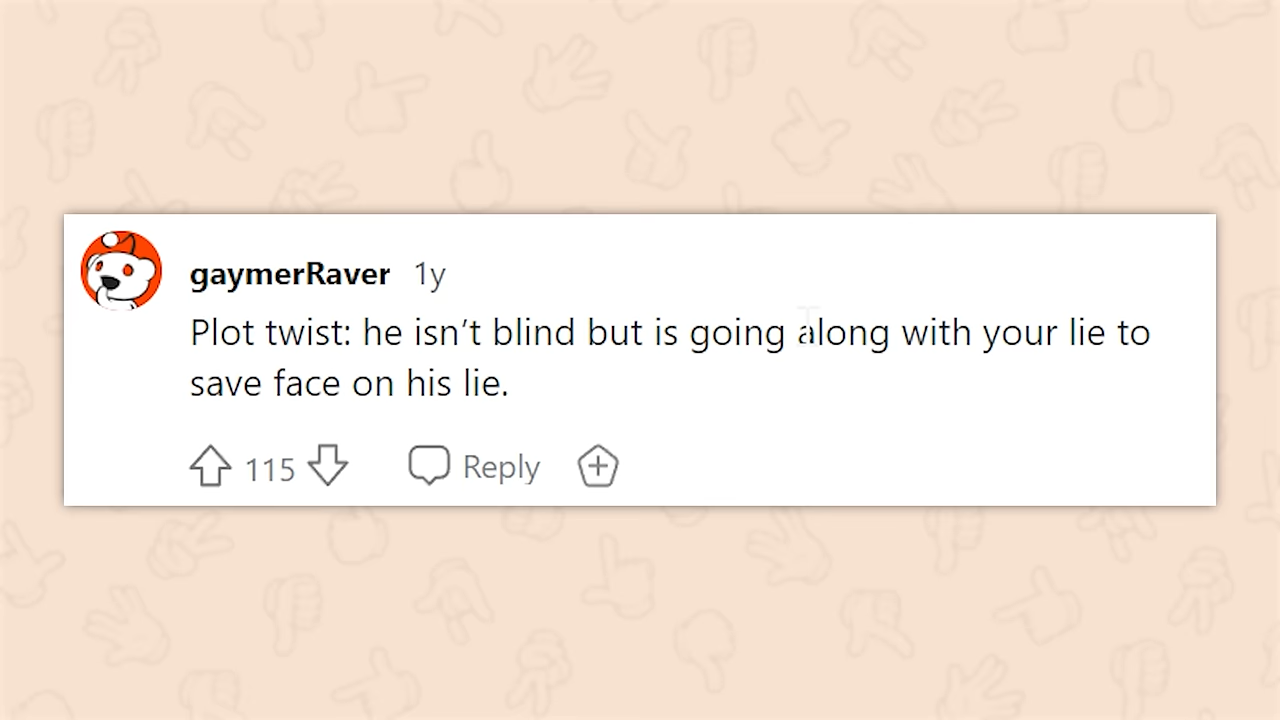 gaymerRaver 1y
Plot twist: he isn’t blind but is going along with your lie to
save face on his lie.
115 Reply